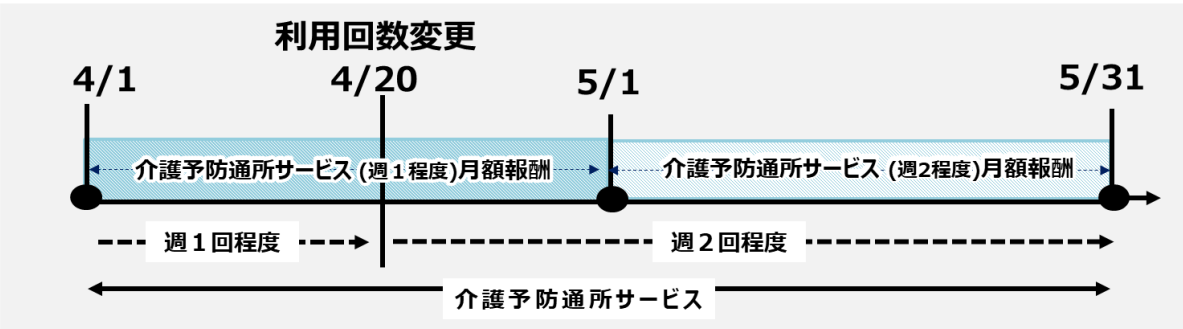 利用回数変更
4/1
4/20
5/1
5/31
介護予防通所サービス (週１程度)月額報酬
介護予防通所サービス (週2程度)月額報酬
週１回程度
週２回程度
介護予防通所サービス